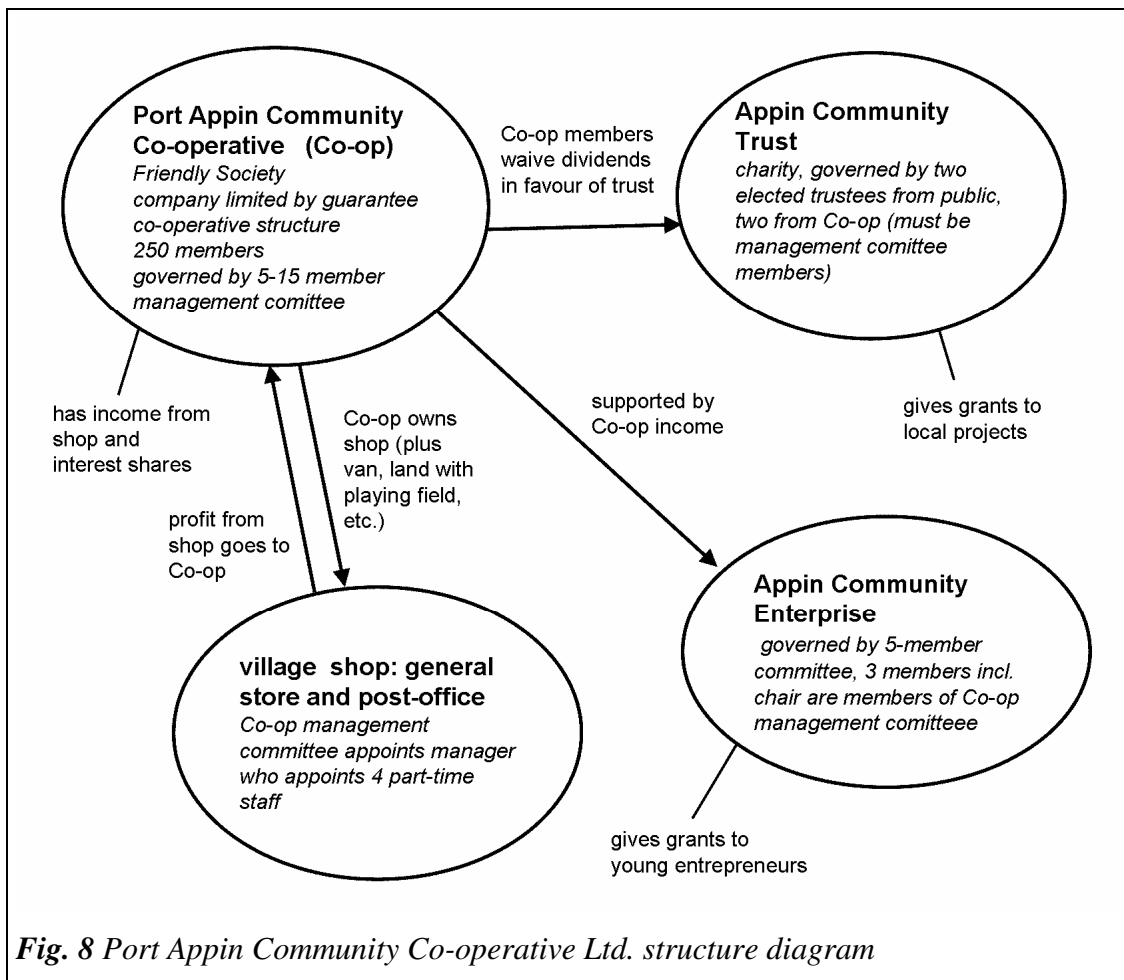 Port Appin Community
Co-operative (Co-op)
Friendly Society
company limited by guarantee
co-operative structure
250 members
governed by 5-15 member
management comittee
Co-op members
waive dividends
in favour of trust
Appin Community
Trust
charity, governed by two
elected trustees from public,
two from Co-op (must be
management comittee
members)
has income from
shop and
interest shares
profit from
shop goes to
Co-op
Co-op owns
shop (plus
van, land with
playing field,
etc.)
supported by
Co-op income
gives grants to
local projects
village shop: general
store and post-office
Co-op management
committee appoints manager
who appoints 4 part-time
staff
Appin Community
Enterprise
governed by 5-member
committee, 3 members incl.
chair are members of Co-op
management comitteee
gives grants to
young entrepreneurs
Fig. 8 Port Appin Community Co-operative Ltd. structure diagram